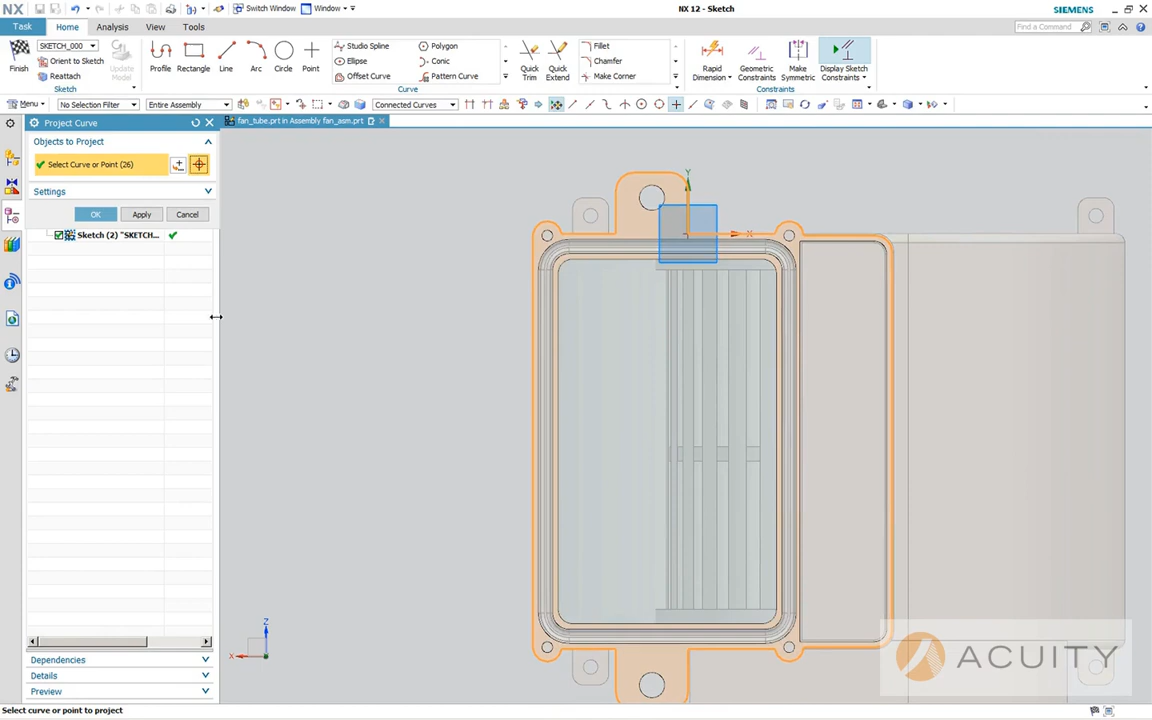 NX
Switch Window
Window
NX 12 - Sketch
SIEMENS
Task
Home
Analysis
View
Tools
Find a Command
Finish
SKETCH_000
Orient to Sketch
Reattach
Update Model
Sketch
Profile
Rectangle
Line
Arc
Circle
Point
Studio Spline
Ellipse
Offset Curve
Polygon
Conic
Pattern Curve
Curve
Quick Trim
Quick Extend
Fillet
Chamfer
Make Corner
Rapid Dimension
Geometric Constraints
Make Symmetric
Display Sketch Constraints
Constraints
Menu
No Selection Filter
Entire Assembly
Connected Curves
Project Curve
fan_tube.prt in Assembly fan_asm.prt
Objects to Project
Select Curve or Point (26)
Settings
OK
Apply
Cancel
Sketch (2) "SKETCH...
Y
X
Z
X
Dependencies
Details
Preview
ACUITY
Select curve or point to project